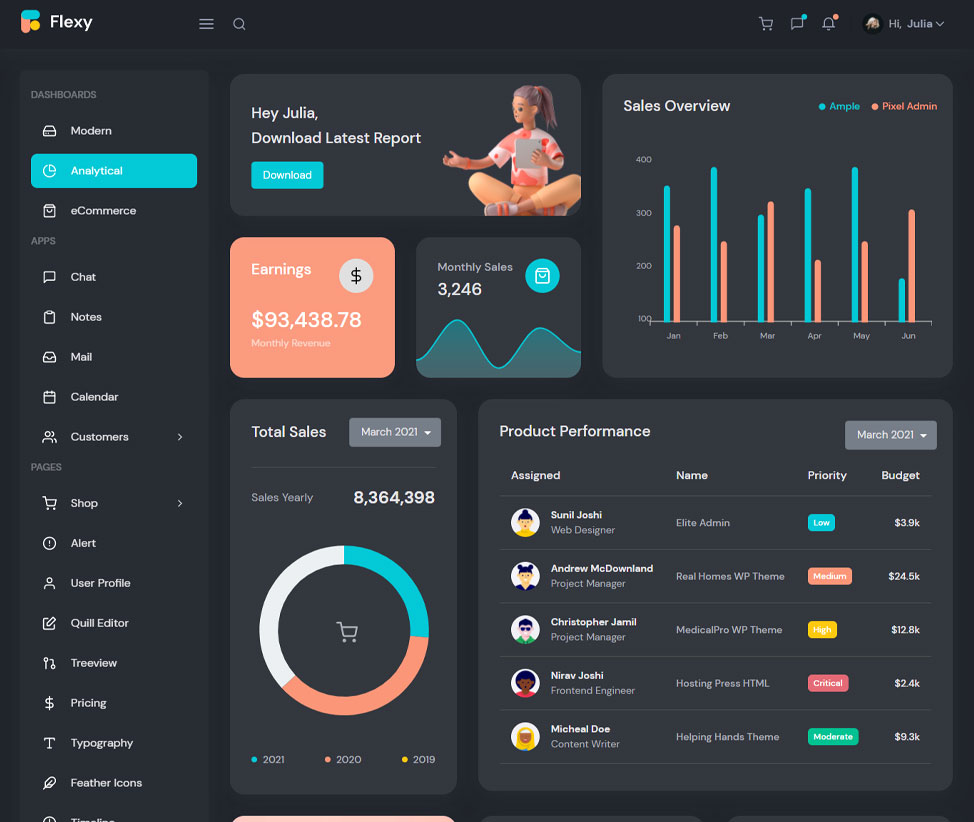 Flexy
Hi, Julia
DASHBOARDS
Modern
Analytical
eCommerce
APPS
Chat
Notes
Mail
Calendar
Customers
PAGES
Shop
Alert
User Profile
Quill Editor
Treeview
Pricing
Typography
Feather Icons
Timeline
Hey Julia,
Download Latest Report
Download
Sales Overview
Ample
Pixel Admin
400
300
200
100
Jan Feb Mar Apr May Jun
Earnings
$
$93,438.78
Monthly Revenue
Monthly Sales
3,246
Total Sales
March 2021
Sales Yearly
8,364,398
2021
2020
2019
Product Performance
March 2021
Assigned Name Priority Budget
Sunil Joshi
Web Designer
Elite Admin
Low
$3.9k
Andrew McDownland
Project Manager
Real Homes WP Theme
Medium
$24.5k
Christopher Jamil
Project Manager
MedicalPro WP Theme
High
$12.8k
Nirav Joshi
Frontend Engineer
Hosting Press HTML
Critical
$2.4k
Micheal Doe
Content Writer
Helping Hands Theme
Moderate
$9.3k